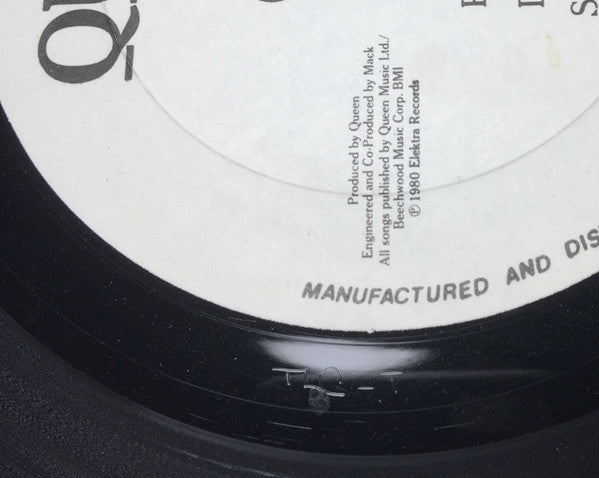 Produced by Queen
Engineered and Co-Produced by Mack
All songs published by Queen Music Ltd./
Beechwood Music Corp. BMI
℗ 1980 Elektra Records
MANUFACTURED AND DIS